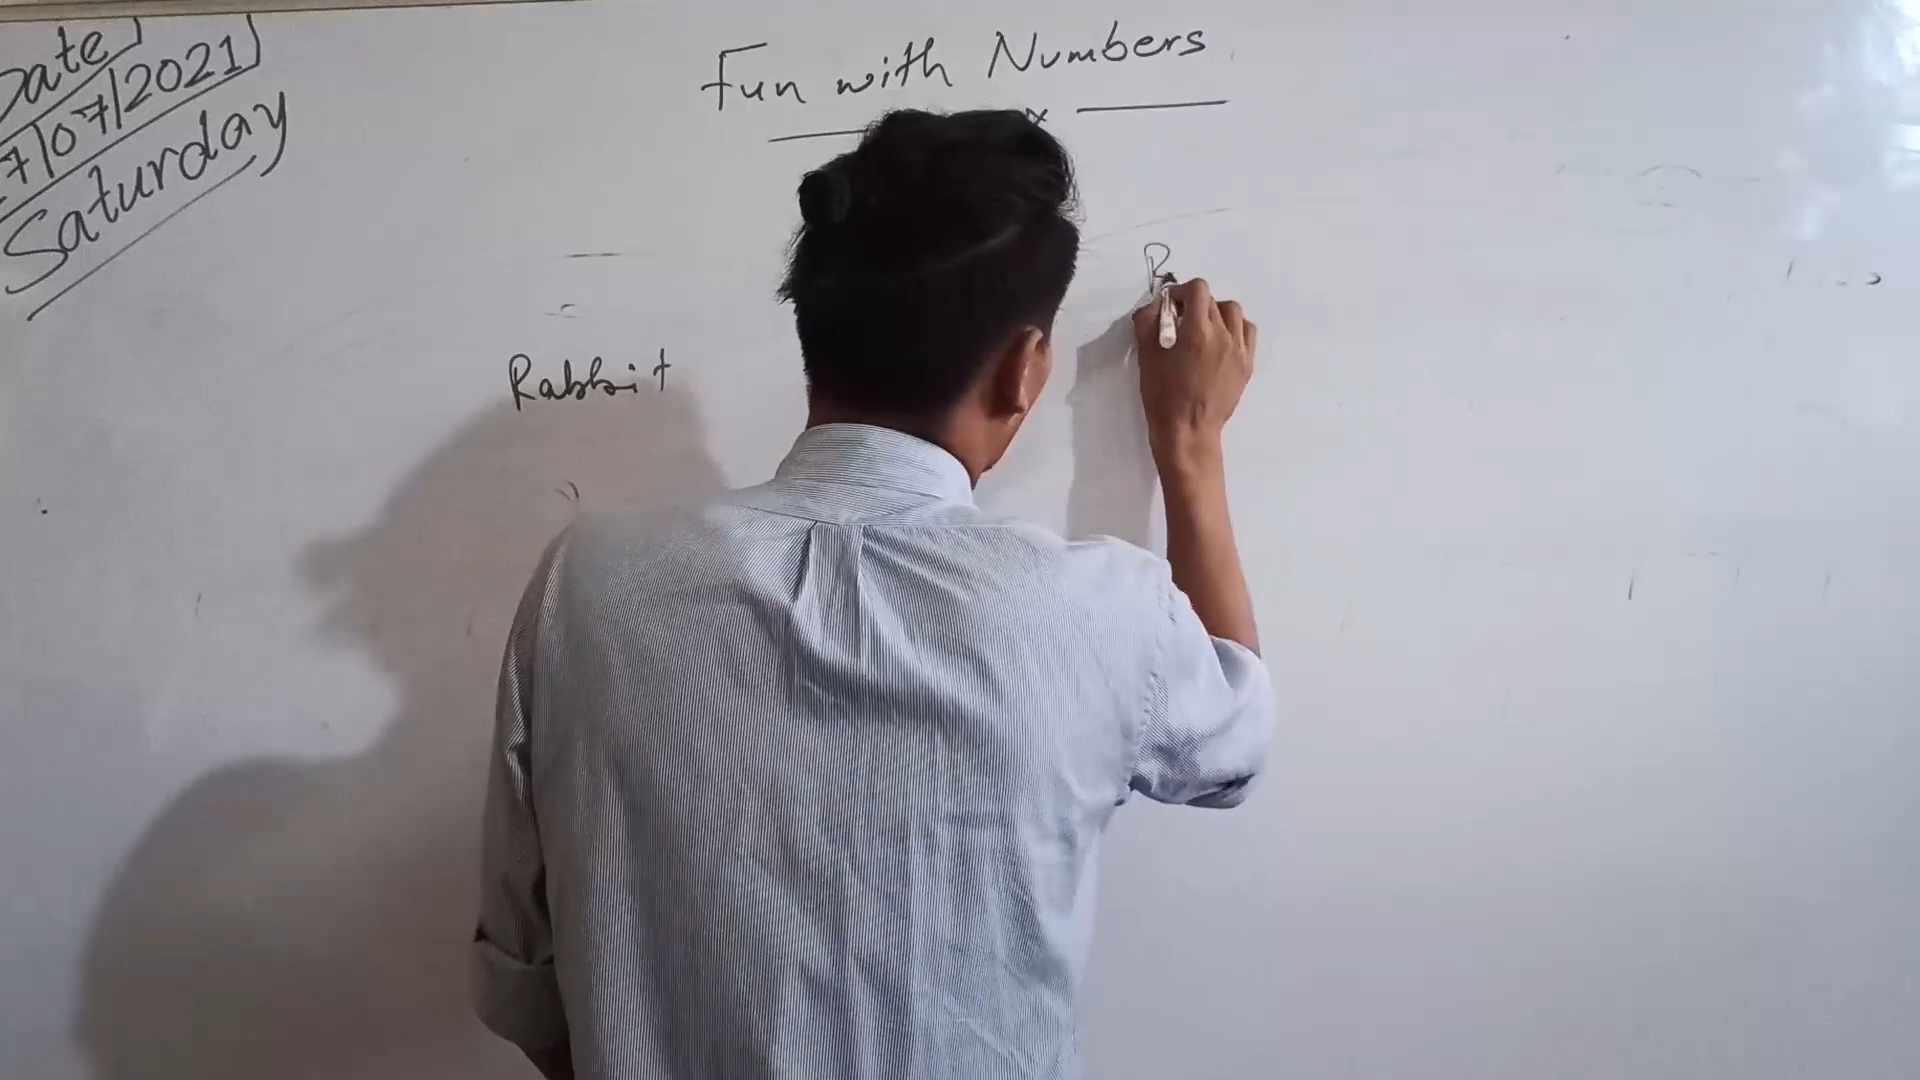 Date
7/07/2021
Saturday
Fun with Numbers
x
Rabbit
R